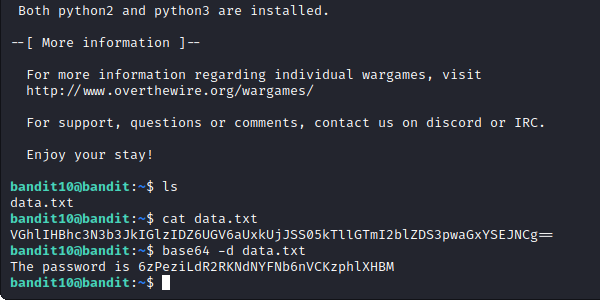 Both python2 and python3 are installed.
--[ More information ]--
For more information regarding individual wargames, visit
http://www.overthewire.org/wargames/
For support, questions or comments, contact us on discord or IRC.
Enjoy your stay!
bandit10@bandit:~$ ls
data.txt
bandit10@bandit:~$ cat data.txt
VGhlIHBhc3N3b3JkIGlzIDZ6UGV6aUxkUjJSS05kTllGTmI2blZDS3pwaGxYSEJNCg==
bandit10@bandit:~$ base64 -d data.txt
The password is 6zPeziLdR2RKNdNYFNb6nVCKzphlXHBM
bandit10@bandit:~$